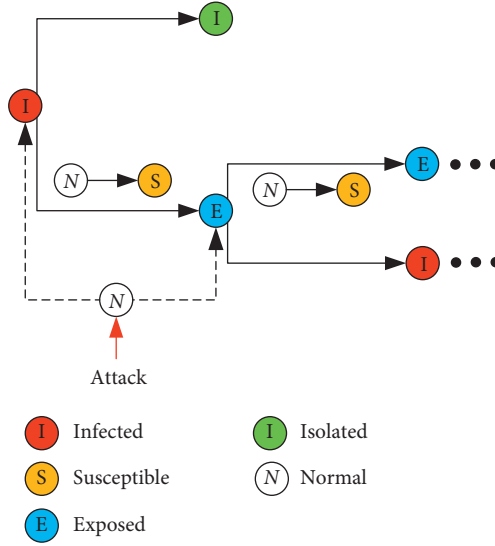 I
I
N S
E
E
N S
I
N
Attack
I Infected
I Isolated
S Susceptible
N Normal
E Exposed